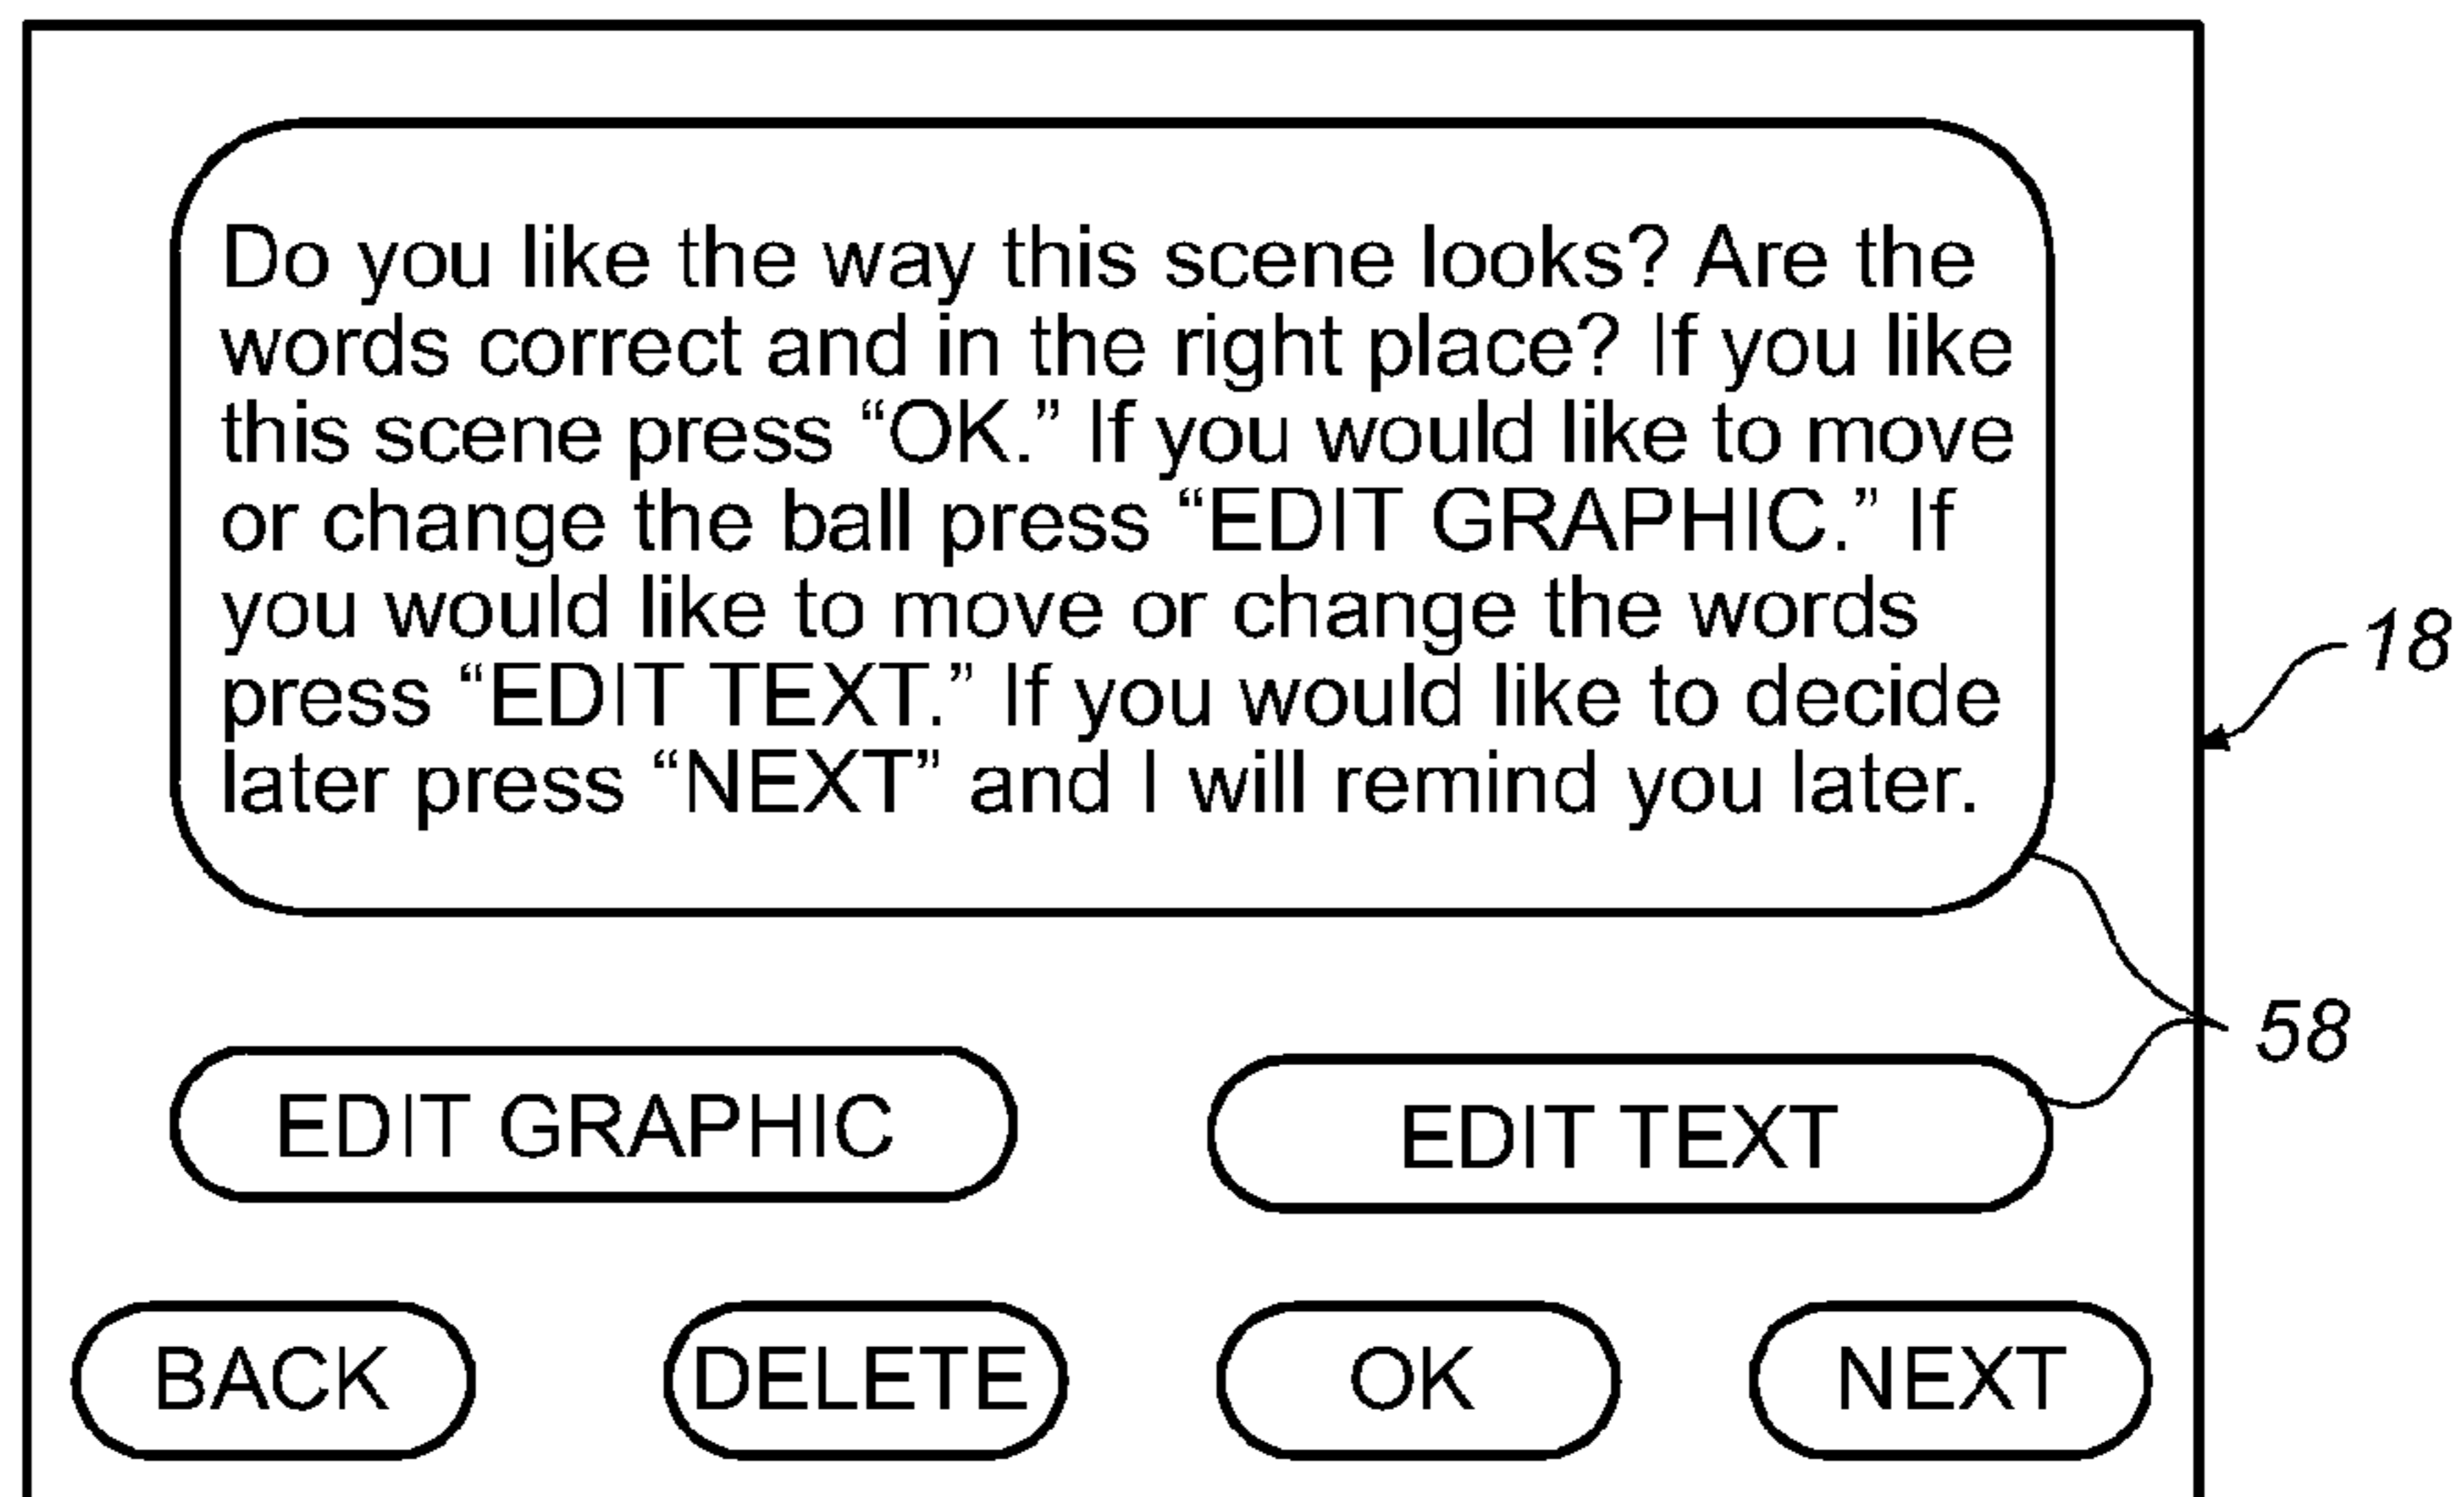 Do you like the way this scene looks? Are the
words correct and in the right place? If you like
this scene press “OK.” If you would like to move
or change the ball press “EDIT GRAPHIC.” If
you would like to move or change the words
press “EDIT TEXT.” If you would like to decide
later press “NEXT” and I will remind you later.
18
58
EDIT GRAPHIC
EDIT TEXT
BACK
DELETE
OK
NEXT